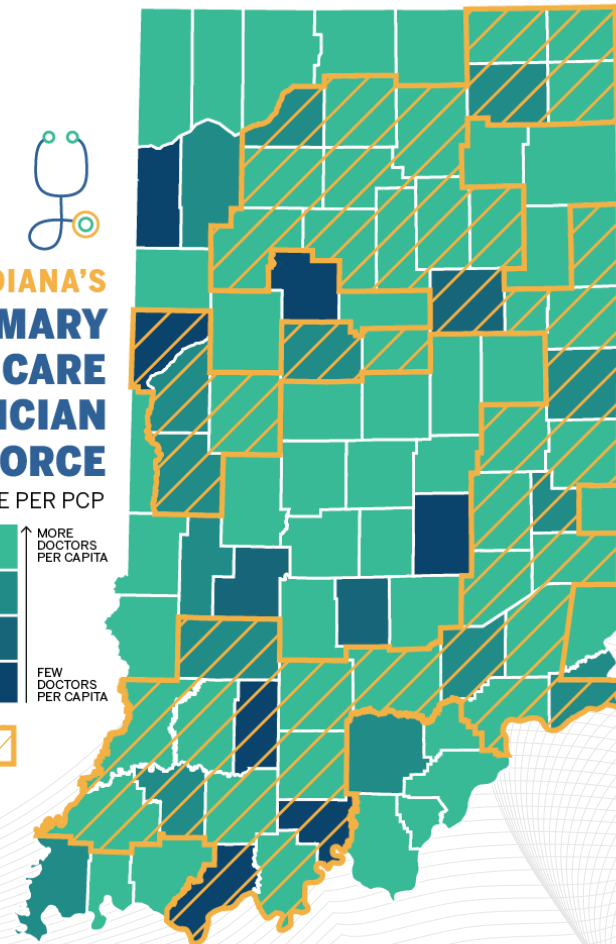 DIANA'S
MARY
CARE
ICIAN
ORCE
E PER PCP
MORE
DOCTORS
PER CAPITA
FEW
DOCTORS
PER CAPITA